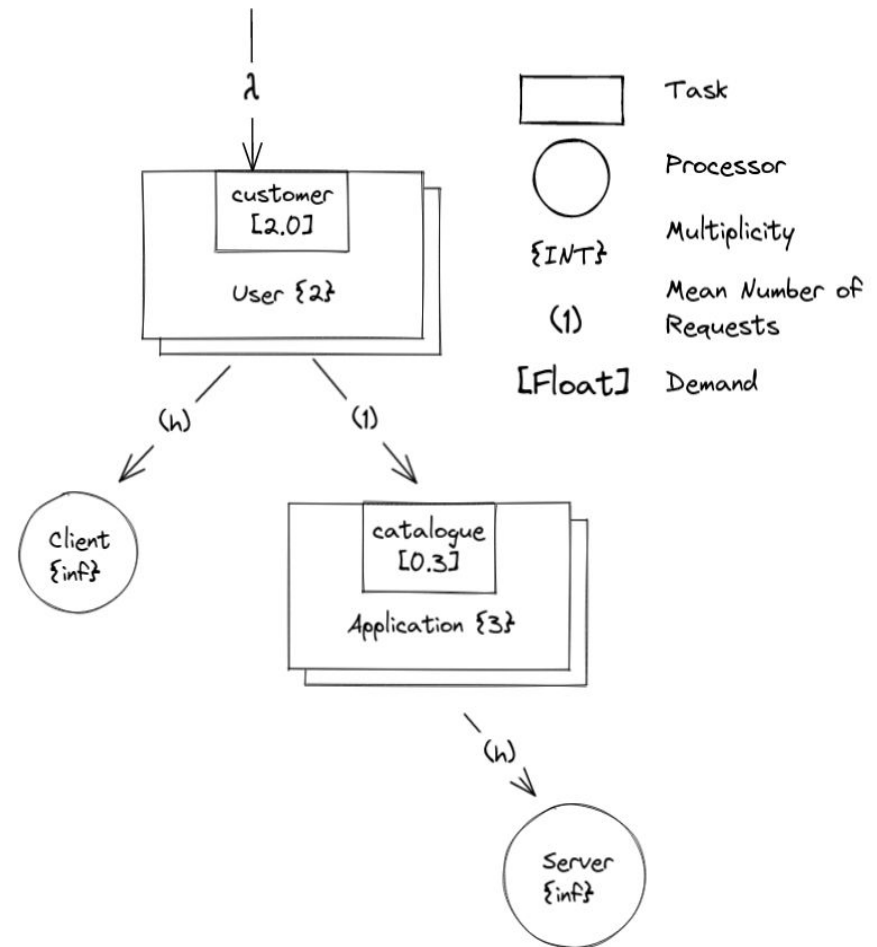 λ
customer
[2.0]
User {2}
(h)
(1)
Client
{inf}
catalogue
[0.3]
Application {3}
(h)
Server
{inf}
Task
Processor
{INT}
Multiplicity
(1)
Mean Number of
Requests
[Float]
Demand